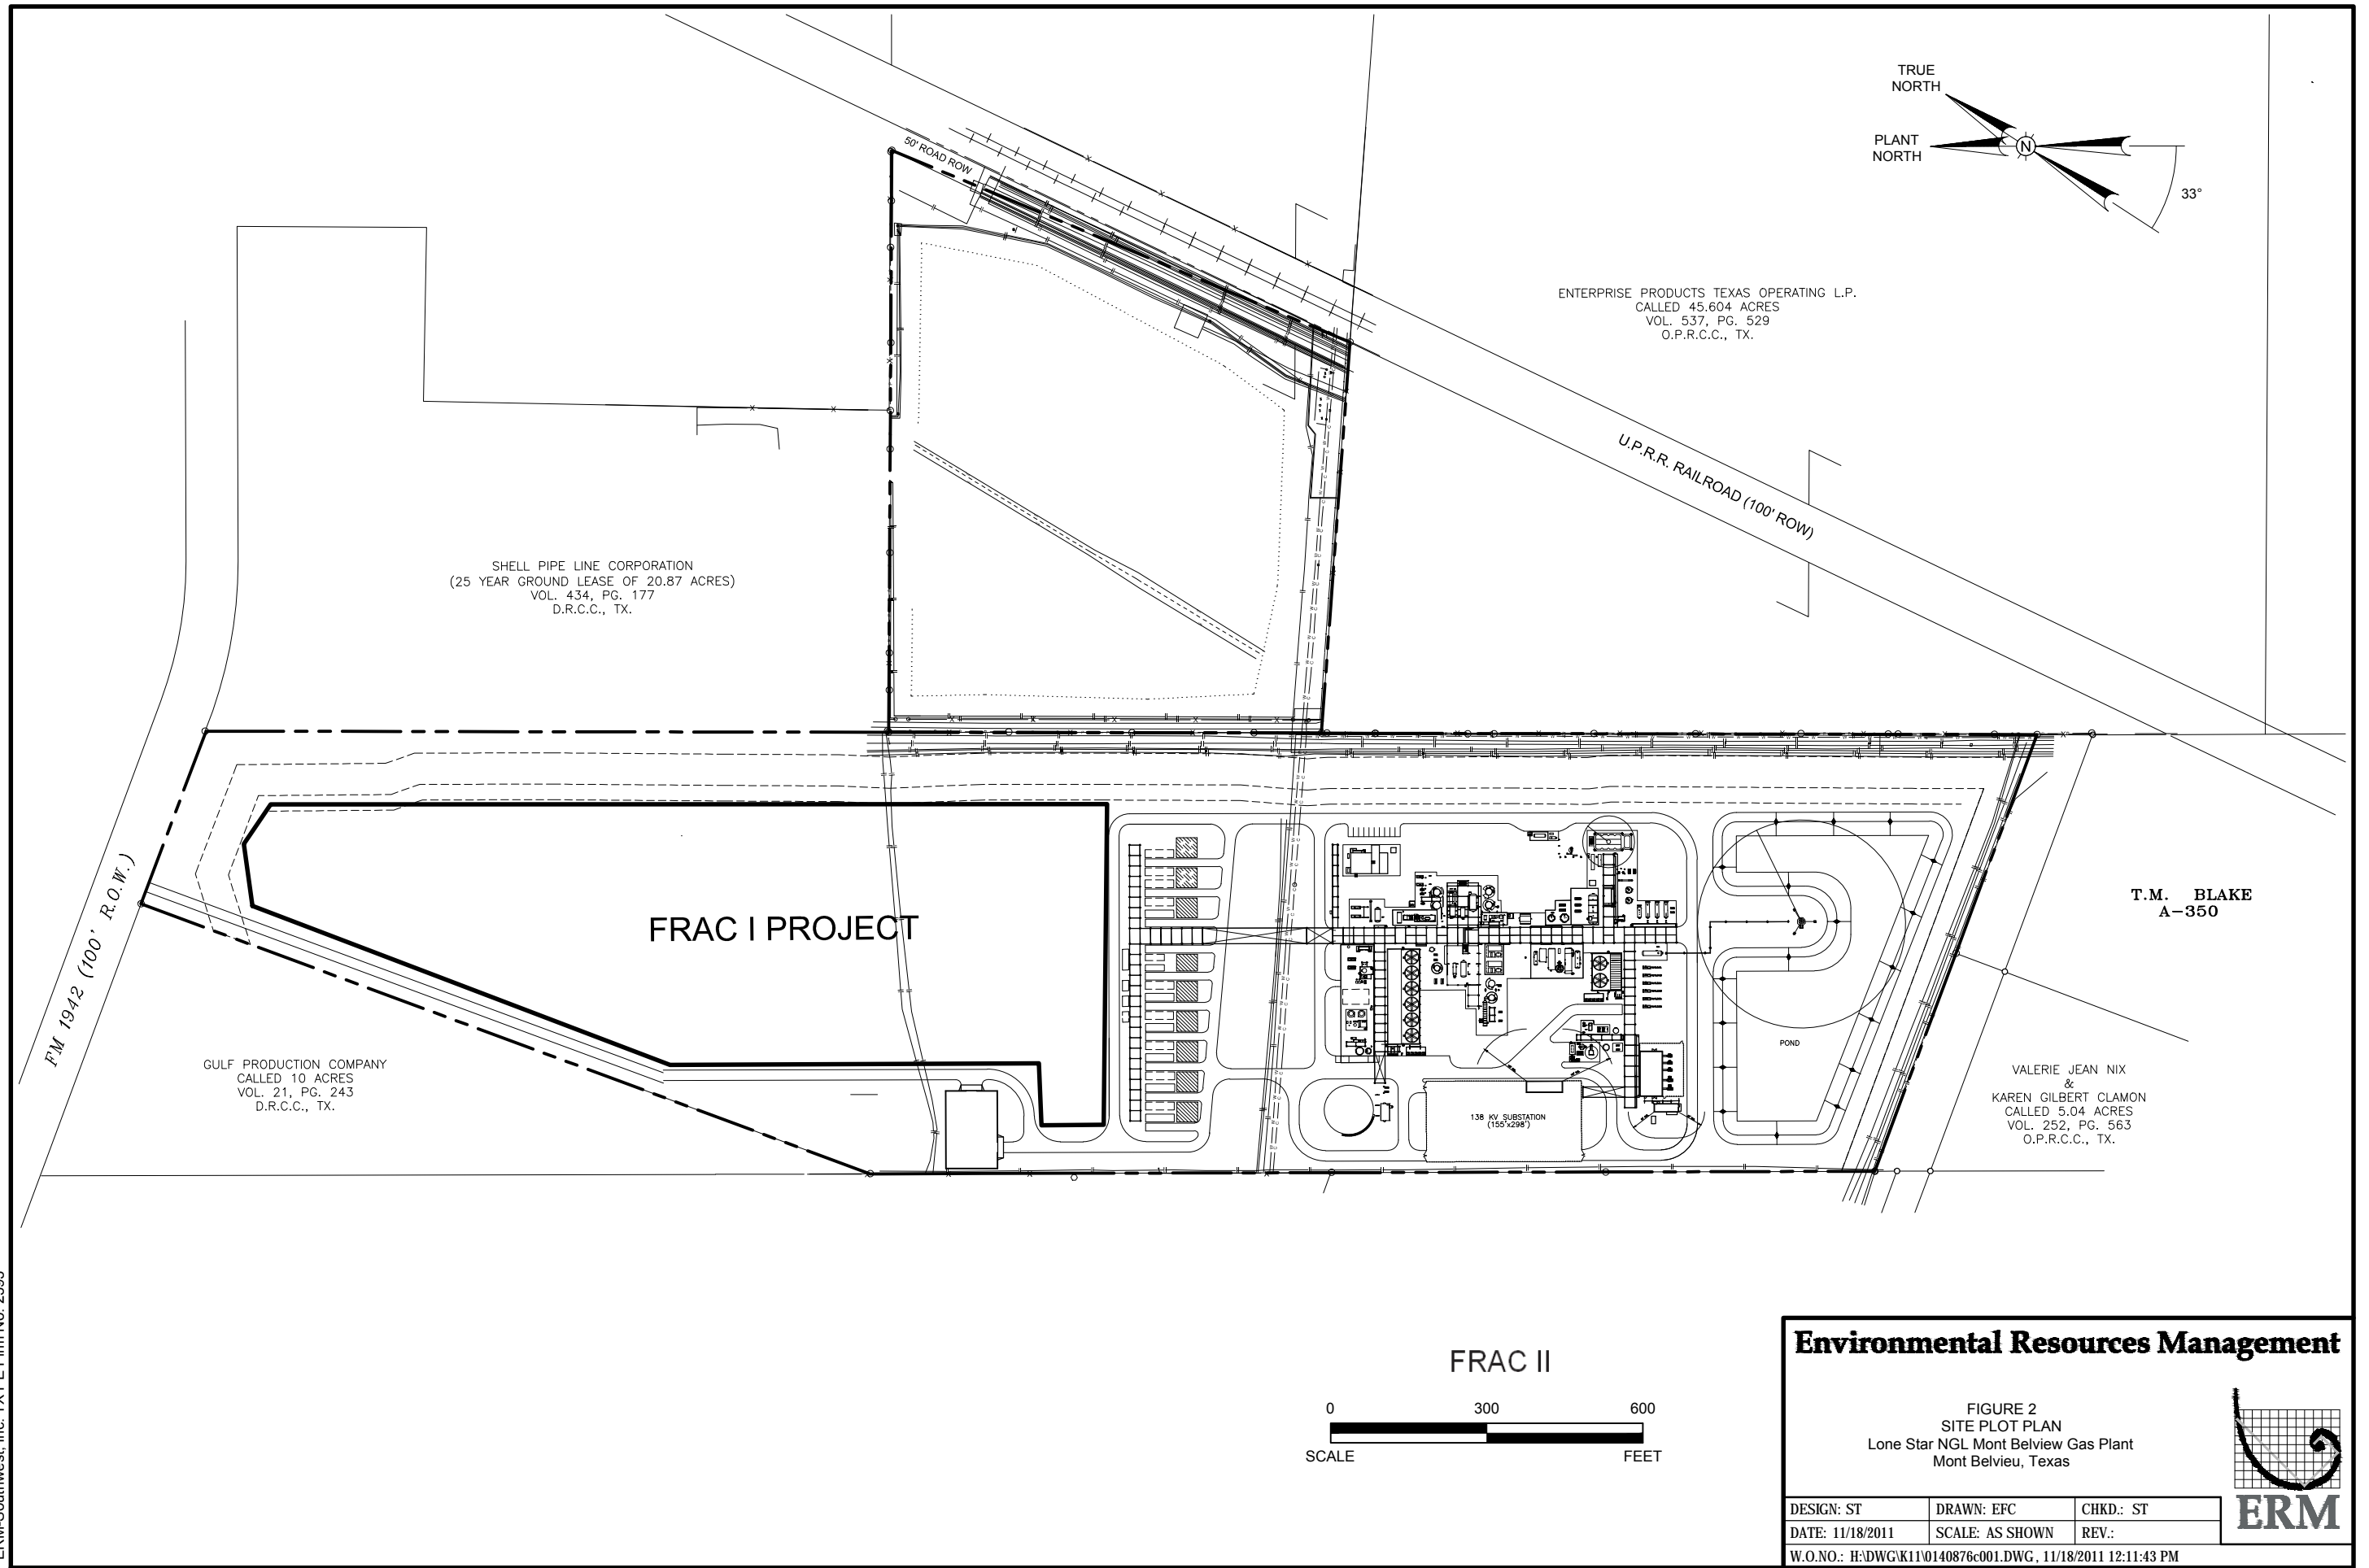 TRUE
NORTH
PLANT
NORTH
N
33°
50' ROAD ROW
ENTERPRISE PRODUCTS TEXAS OPERATING L.P.
CALLED 45.604 ACRES
VOL. 537, PG. 529
O.P.R.C.C., TX.
U.P.R.R. RAILROAD (100' ROW)
SHELL PIPE LINE CORPORATION
(25 YEAR GROUND LEASE OF 20.87 ACRES)
VOL. 434, PG. 177
D.R.C.C., TX.
FM 1942 (100' R.O.W.)
FRAC I PROJECT
T.M. BLAKE
A-350
POND
GULF PRODUCTION COMPANY
CALLED 10 ACRES
VOL. 21, PG. 243
D.R.C.C., TX.
138 KV SUBSTATION
(155'x298')
VALERIE JEAN NIX
&
KAREN GILBERT CLAMON
CALLED 5.04 ACRES
VOL. 252, PG. 563
O.P.R.C.C., TX.
FRAC II
0 300 600
SCALE FEET
Environmental Resources Management
FIGURE 2
SITE PLOT PLAN
Lone Star NGL Mont Belview Gas Plant
Mont Belvieu, Texas
ERM
DESIGN: ST DRAWN: EFC CHKD.: ST
DATE: 11/18/2011 SCALE: AS SHOWN REV.:
W.O.NO.: H:\DWG\K11\0140876c001.DWG, 11/18/2011 12:11:43 PM